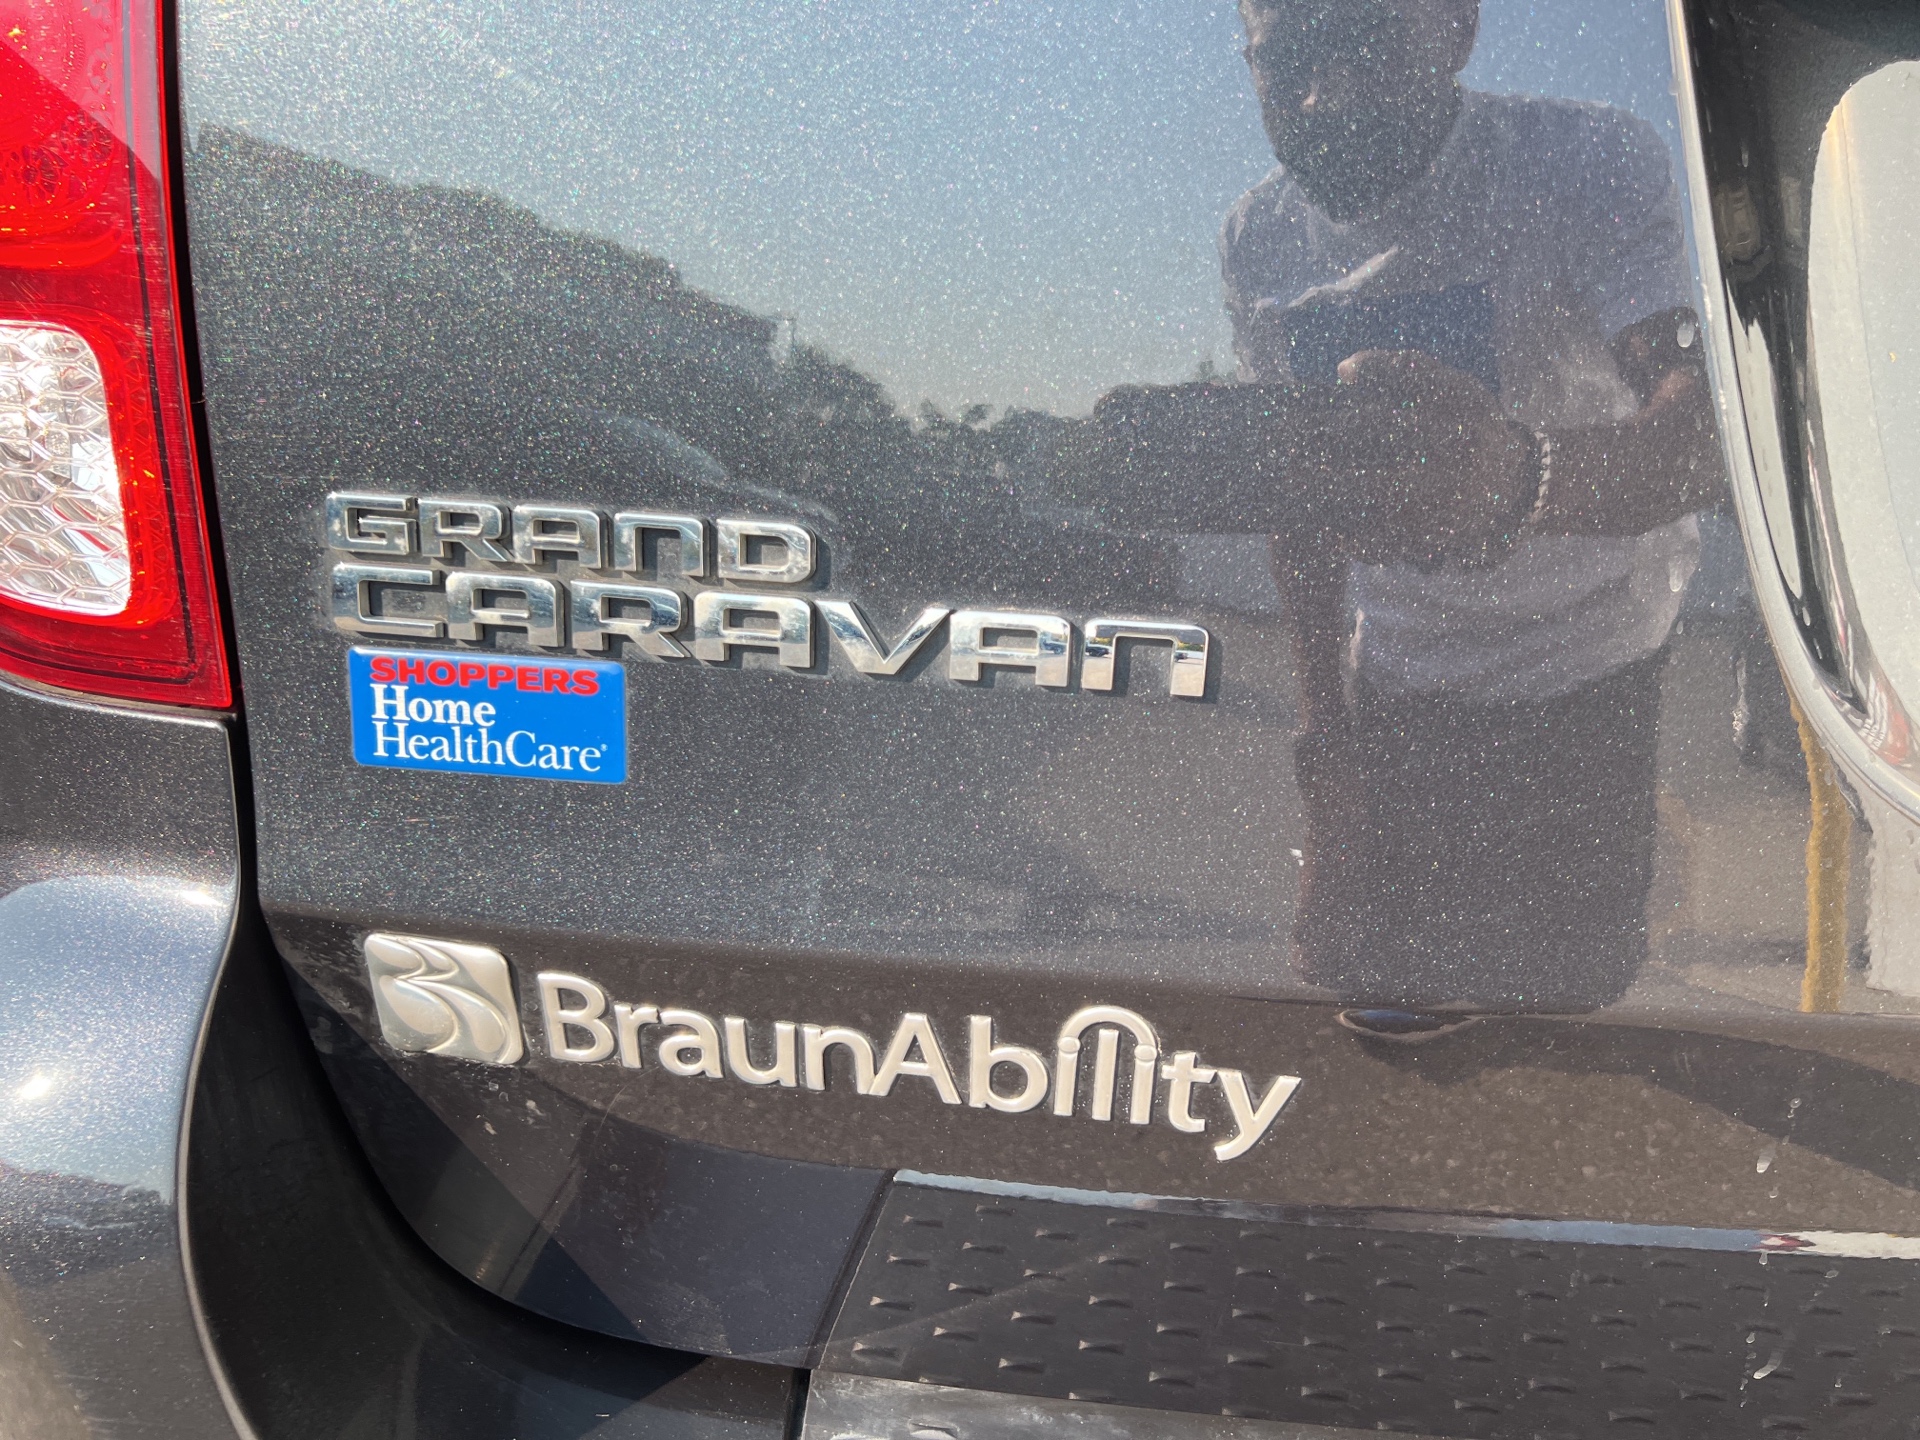 GRAND
CARAVAN
SHOPPERS
Home
HealthCare®
BraunAbility